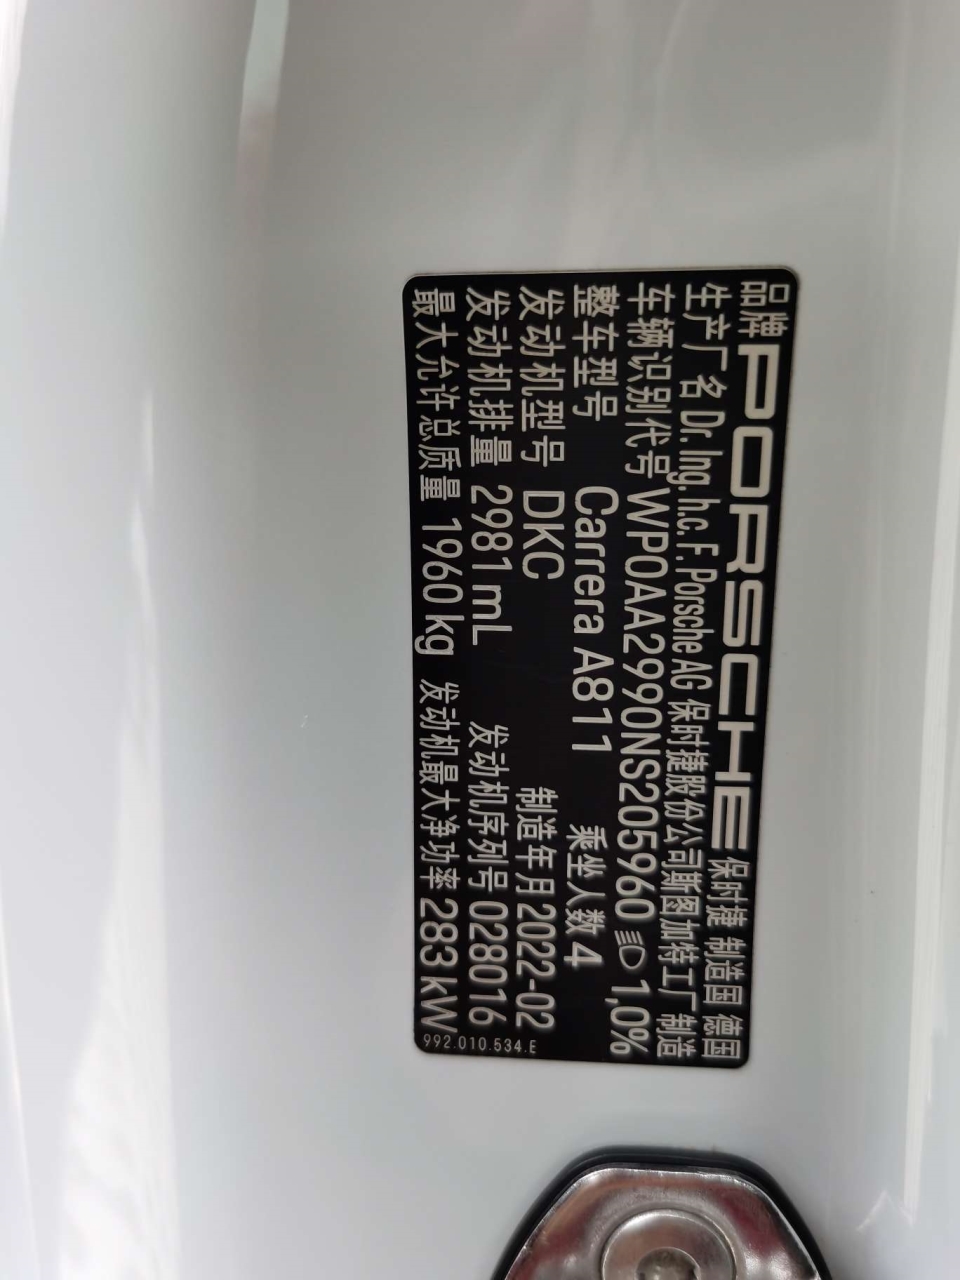 品牌 PORSCHE 保时捷 制造国 德国
生产厂名 Dr. Ing. h.c. F. Porsche AG 保时捷股份公司斯图加特工厂制造
车辆识别代号 WP0AA2990NS205960 1,0%
整车型号 Carrera A811 乘坐人数 4
发动机型号 DKC 制造年月 2022-02
发动机排量 2981 mL 发动机序列号 028016
最大允许总质量 1960 kg 发动机最大净功率 283 kW
992.010.534.E